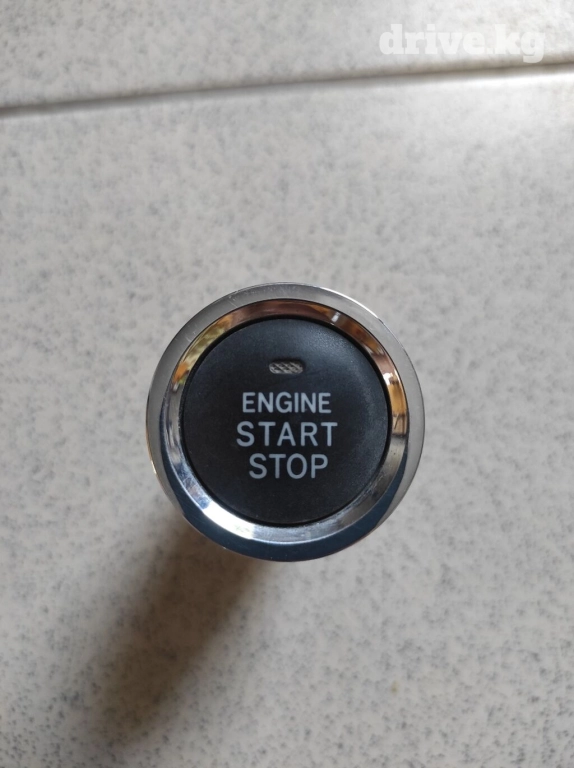 drive.kg
ENGINE
START
STOP